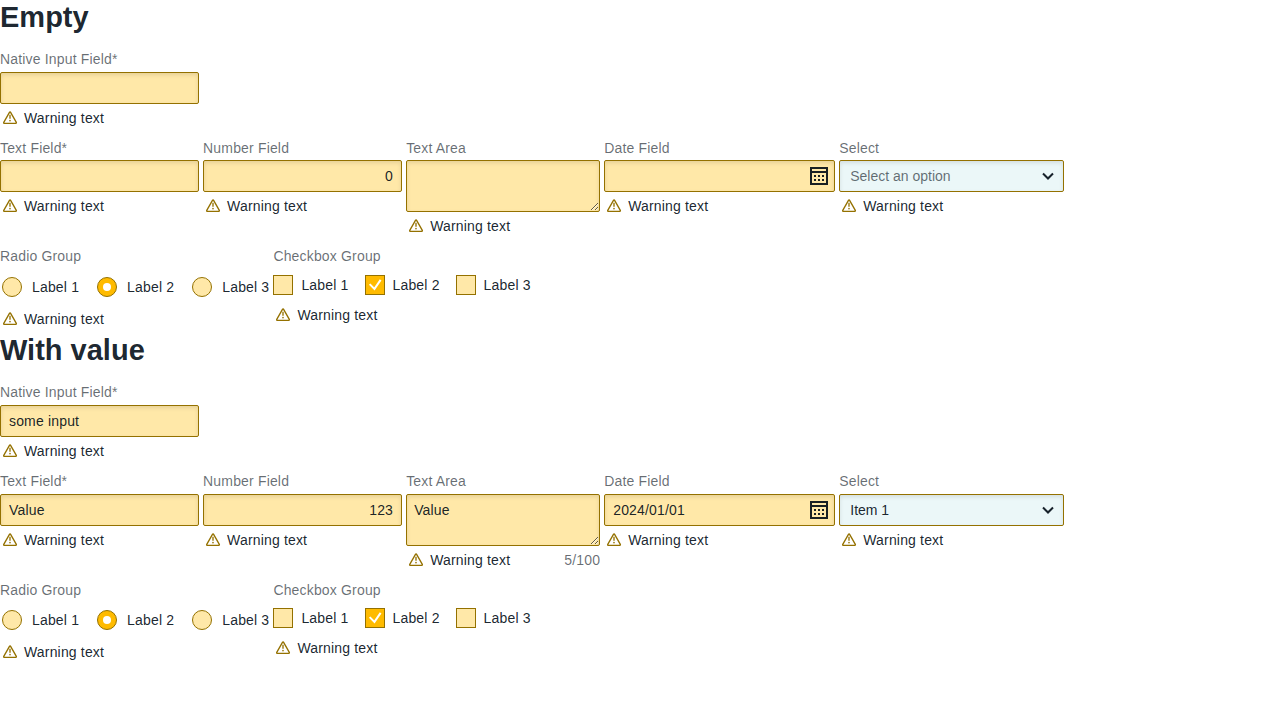 Empty
Native Input Field*
Warning text
Text Field* Number Field Text Area Date Field Select
0 Select an option
Warning text Warning text Warning text Warning text
Warning text
Radio Group Checkbox Group
Label 1 Label 2 Label 3 Label 1 Label 2 Label 3
Warning text Warning text
With value
Native Input Field*
some input
Warning text
Text Field* Number Field Text Area Date Field Select
Value 123 Value 2024/01/01 Item 1
Warning text Warning text Warning text Warning text
Warning text 5/100
Radio Group Checkbox Group
Label 1 Label 2 Label 3 Label 1 Label 2 Label 3
Warning text Warning text